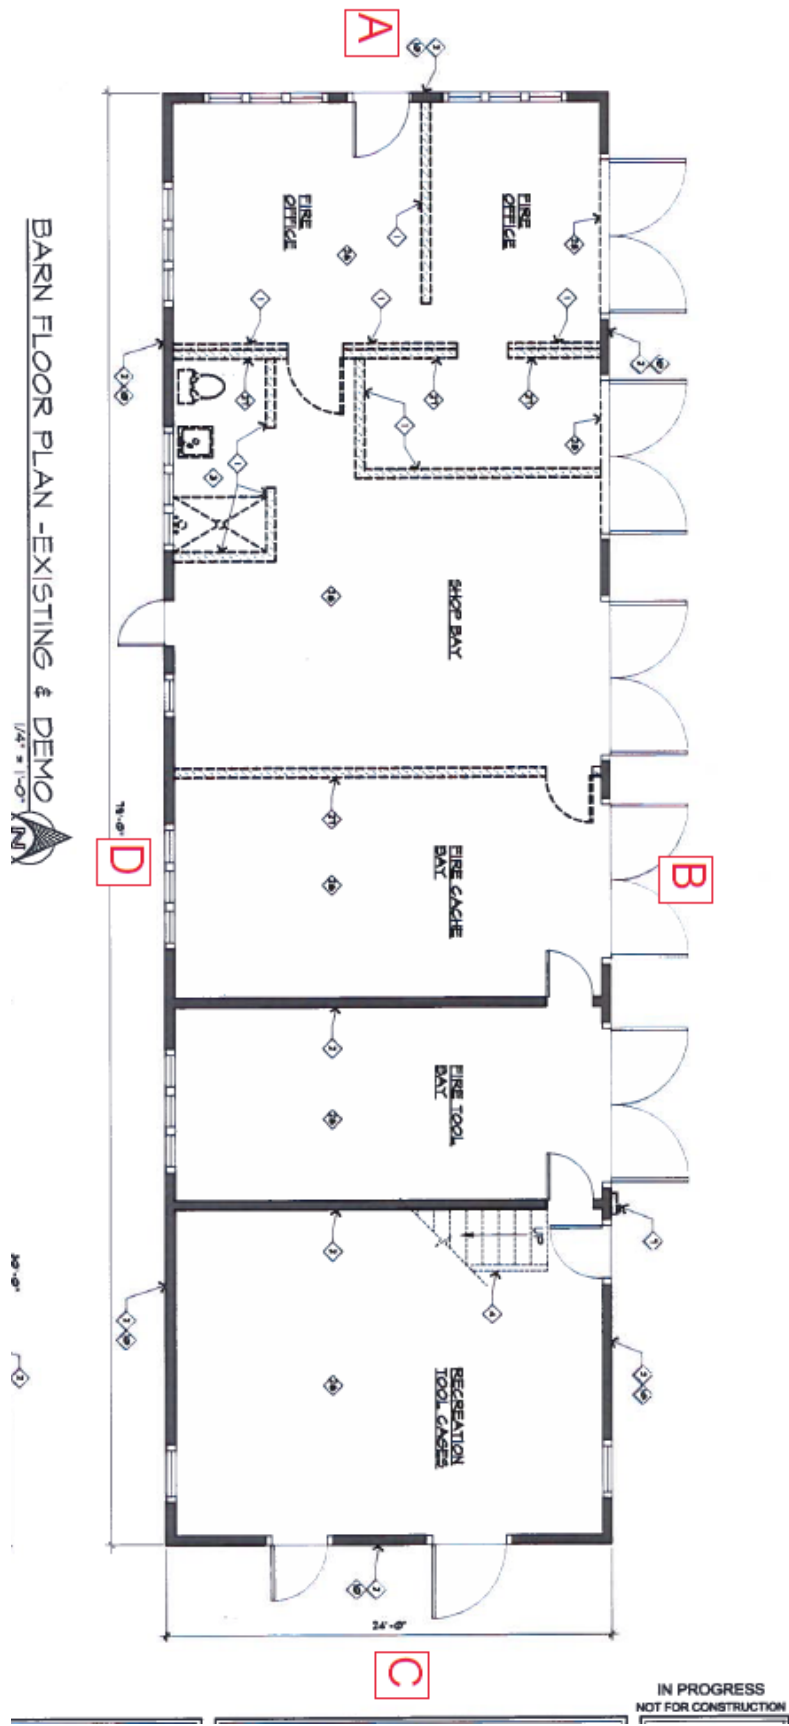 A
FIRE
OFFICE
FIRE
OFFICE
SHOP BAY
FIRE CACHE
BAY
B
FIRE TOOL
BAY
UP
RECREATION
TOOL CAGES
24'-0"
C
D
BARN FLOOR PLAN - EXISTING & DEMO
1/4" = 1'-0"
N
30'-0"
IN PROGRESS
NOT FOR CONSTRUCTION